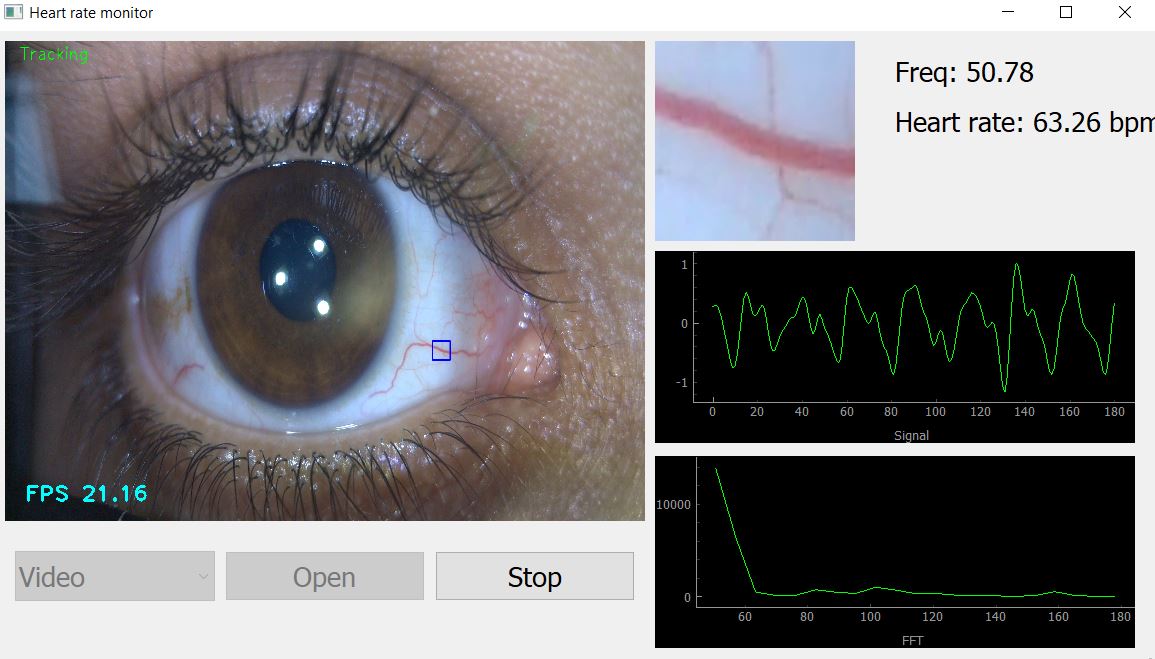 Heart rate monitor
Tracking
FPS 21.16
Video
Open
Stop
Freq: 50.78
Heart rate: 63.26 bpm
1
0
-1
0 20 40 60 80 100 120 140 160 180
Signal
10000
0
60 80 100 120 140 160 180
FFT